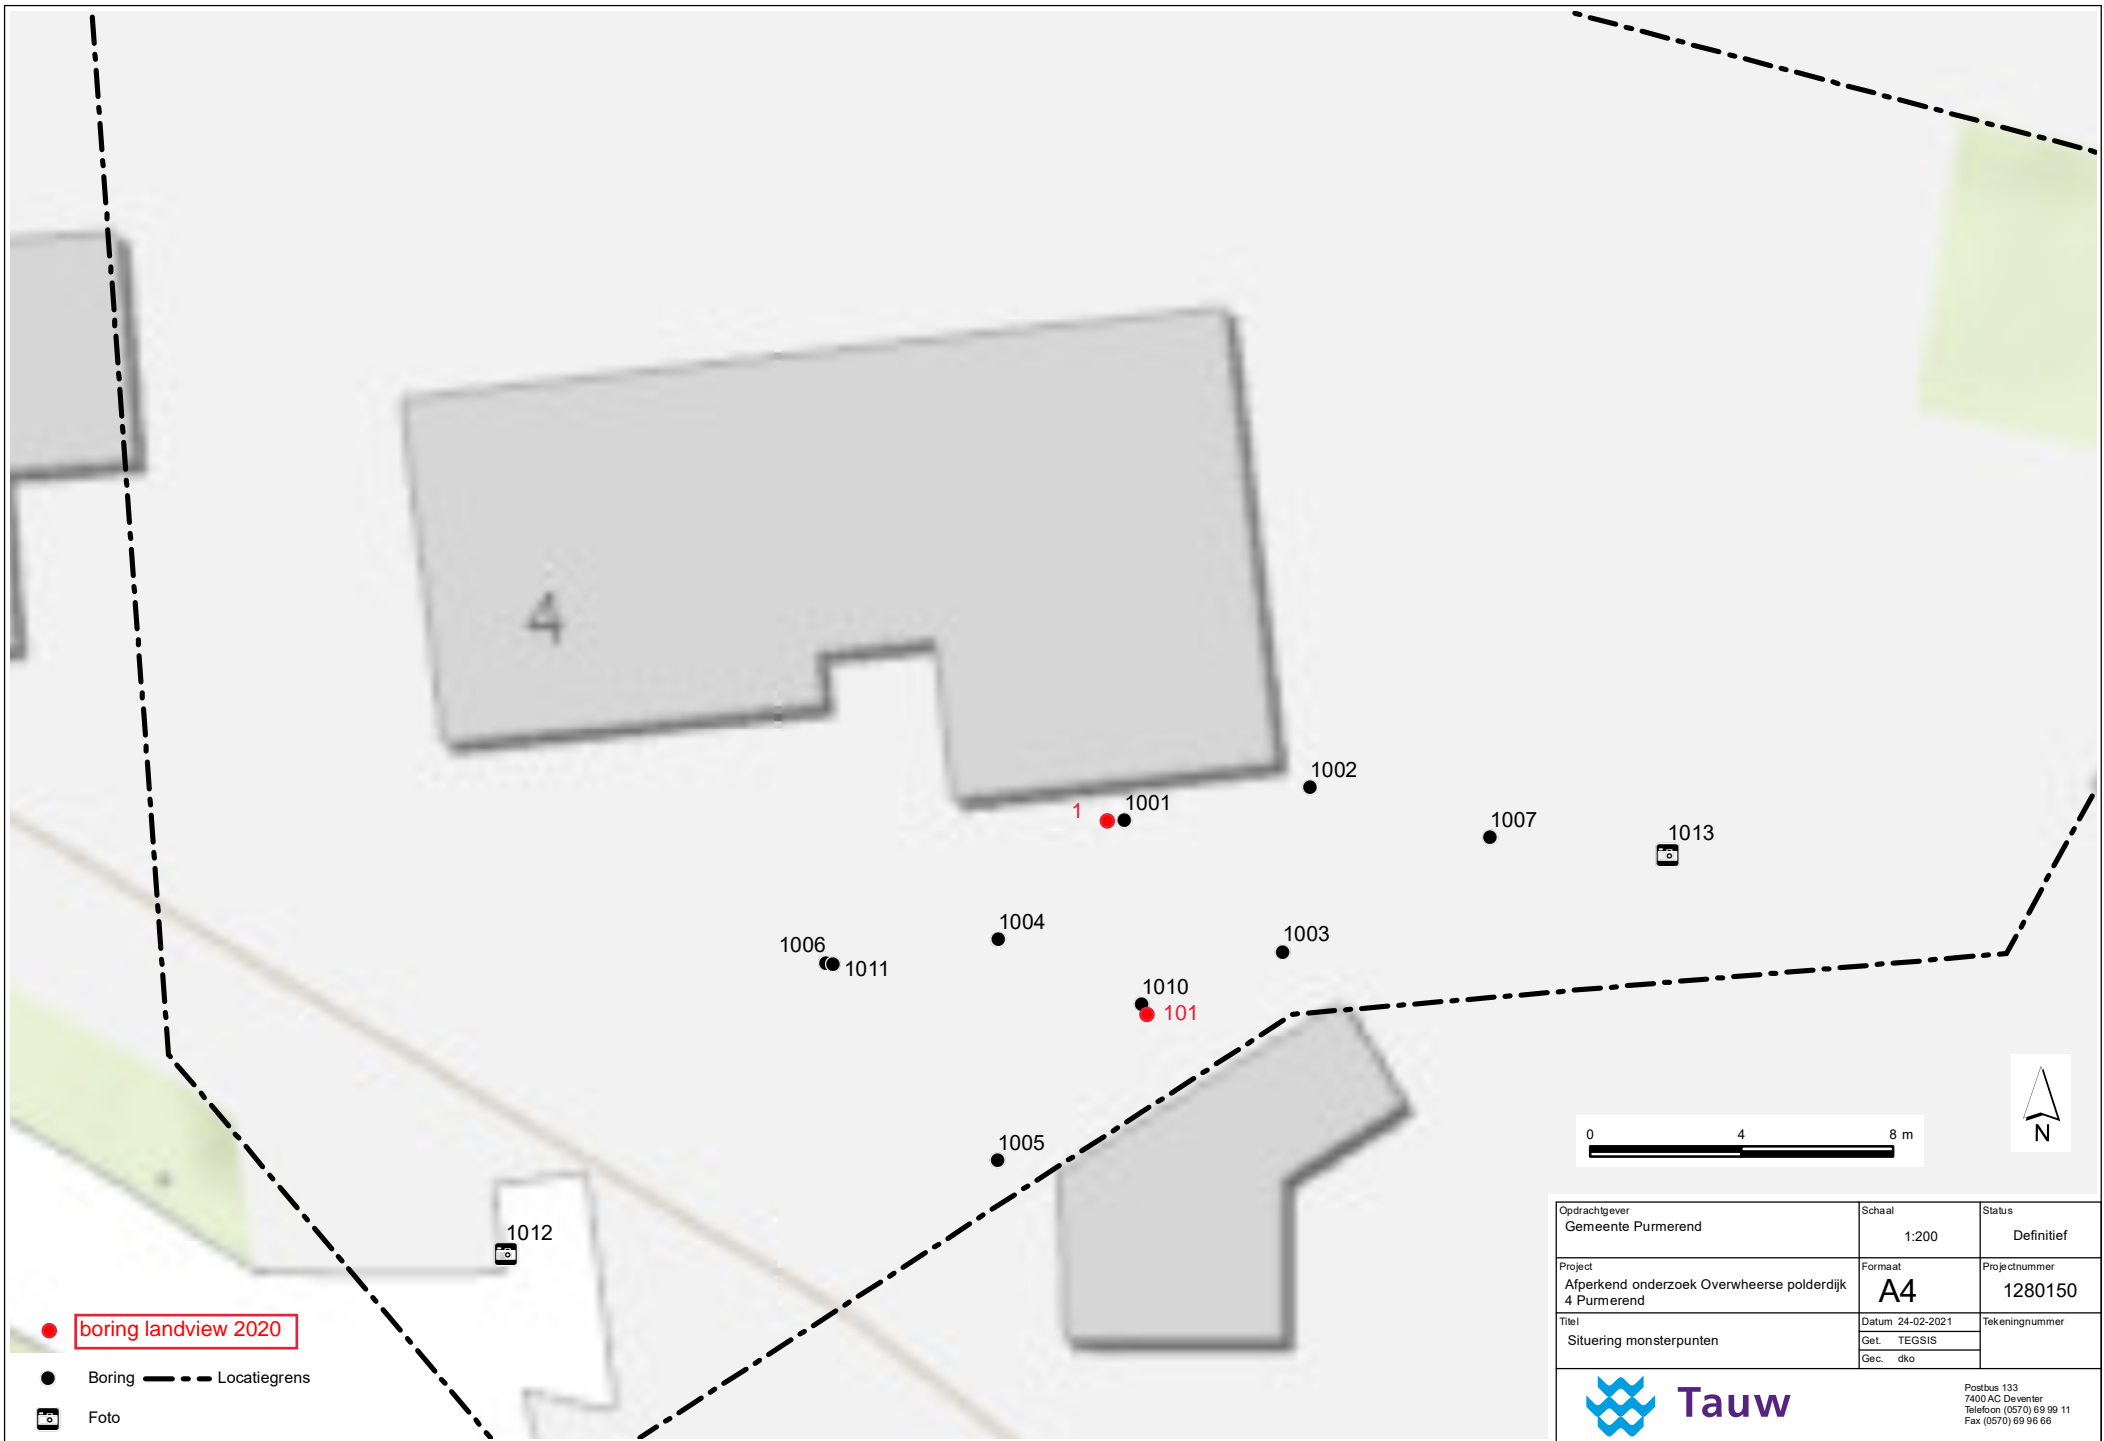 4
1002
1
1001
1007
1013
1004
1003
1006
1011
1010
101
1005
1012
0 4 8 m
N
boring landview 2020
Boring
Locatiegrens
Foto
Opdrachtgever
Gemeente Purmerend
Schaal
1:200
Status
Definitief
Project
Afperkend onderzoek Overwheerse polderdijk
4 Purmerend
Formaat
A4
Projectnummer
1280150
Titel
Situering monsterpunten
Datum 24-02-2021
Get. TEGSIS
Gec. dko
Tekeningnummer
Tauw
Postbus 133
7400 AC Deventer
Telefoon (0570) 69 99 11
Fax (0570) 69 96 66